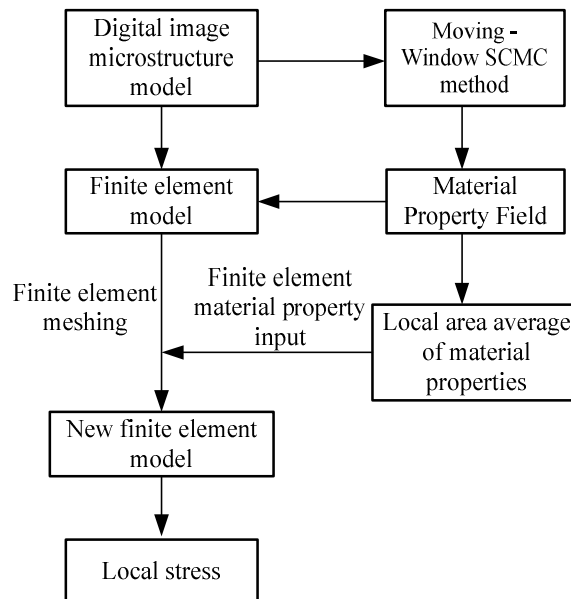 Digital image
microstructure
model
Moving -
Window SCMC
method
Finite element
model
Material
Property Field
Finite element
meshing
Finite element
material property
input
Local area average
of material
properties
New finite element
model
Local stress